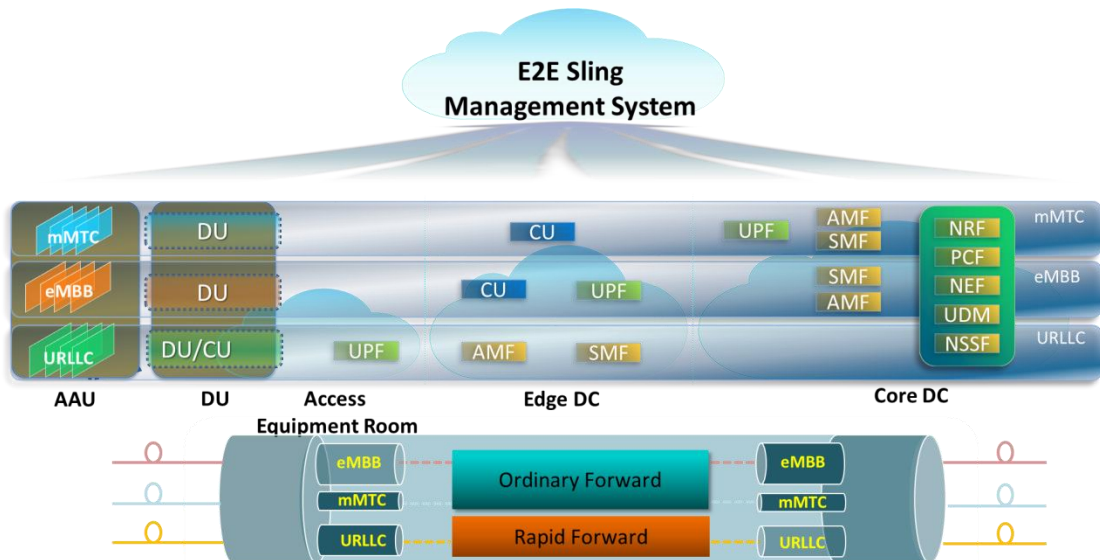 E2E Sling
Management System
mMTC
DU
CU
UPF
AMF
SMF
NRF
mMTC
PCF
eMBB
DU
CU
UPF
SMF
AMF
NEF
eMBB
UDM
URLLC
DU/CU
UPF
AMF
SMF
NSSF
URLLC
AAU
DU
Access
Equipment Room
Edge DC
Core DC
eMBB
Ordinary Forward
eMBB
mMTC
mMTC
URLLC
Rapid Forward
URLLC